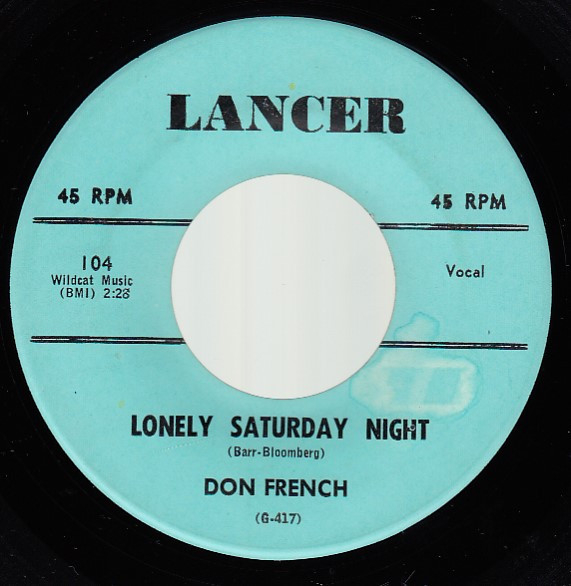 LANCER
45 RPM
45 RPM
104
Wildcat Music
(BMI) 2:28
Vocal
LONELY SATURDAY NIGHT
(Barr-Bloomberg)
DON FRENCH
(G-417)